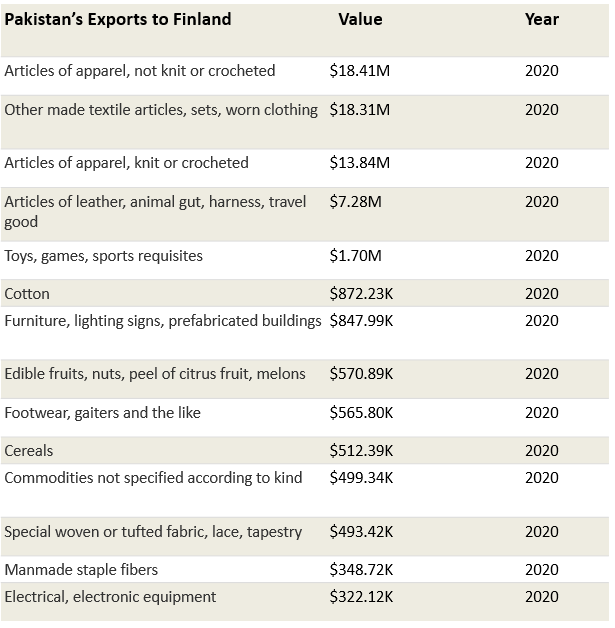 Pakistan's Exports to Finland Value Year
Articles of apparel, not knit or crocheted $18.41M 2020
Other made textile articles, sets, worn clothing $18.31M 2020
Articles of apparel, knit or crocheted $13.84M 2020
Articles of leather, animal gut, harness, travel $7.28M 2020
good
Toys, games, sports requisites $1.70M 2020
Cotton $872.23K 2020
Furniture, lighting signs, prefabricated buildings $847.99K 2020
Edible fruits, nuts, peel of citrus fruit, melons $570.89K 2020
Footwear, gaiters and the like $565.80K 2020
Cereals $512.39K 2020
Commodities not specified according to kind $499.34K 2020
Special woven or tufted fabric, lace, tapestry $493.42K 2020
Manmade staple fibers $348.72K 2020
Electrical, electronic equipment $322.12K 2020